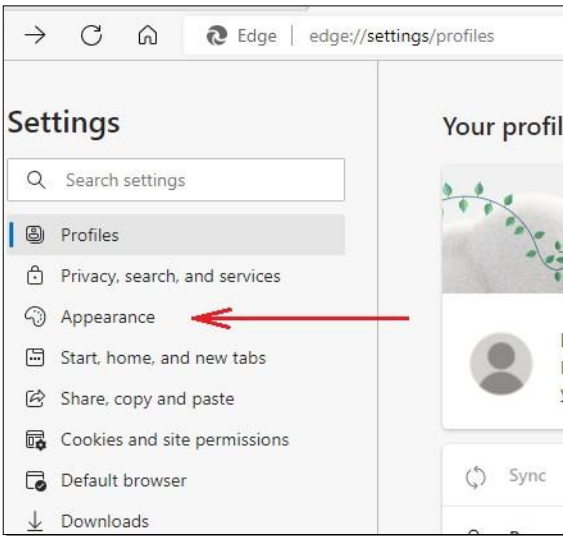 Edge | edge://settings/profiles
Settings
Your profil
Search settings
Profiles
Privacy, search, and services
Appearance
Start, home, and new tabs
Share, copy and paste
Cookies and site permissions
Default browser
Sync
Downloads